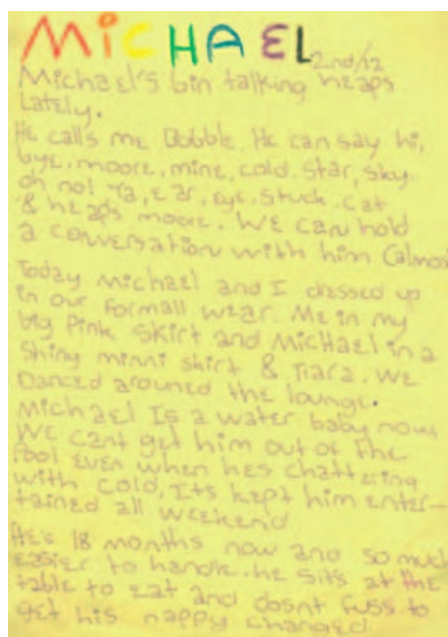 MICHAEL
2nd/12
Michael's bin talking heaps
Lately.
He calls me Bobble. He can say hi,
bye, moore, mine, cold, star, sky,
oh no! Ta, ear, eye, stuck, cat
& heaps moore. We can hold
a conversation with him (almost
Today Michael and I dressed up
in our formall wear. Me in my
big pink skirt and Michael in a
shiny minni skirt & Tiara. We
Danced around the lounge.
Michael Is a water baby now
We cant get him out of the
Pool even when hes chattering
with cold, Its kept him enter-
tained all weekend
He's 18 months now and so much
easier to handle. he sits at the
table to eat and dosnt fuss to
get his nappy changed